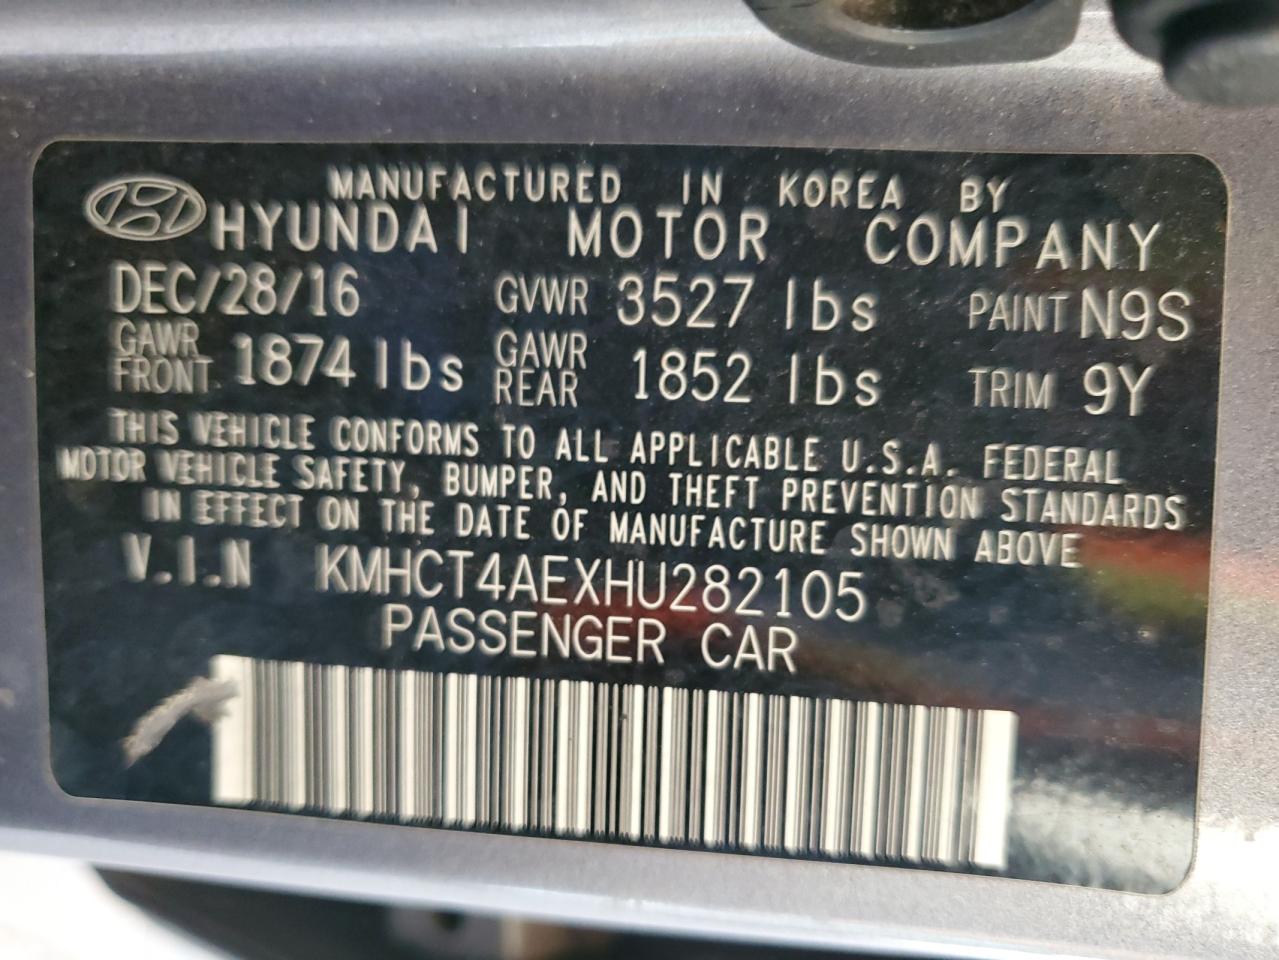 MANUFACTURED IN KOREA BY
HYUNDAI MOTOR COMPANY
DEC/28/16 GVWR 3527 lbs PAINT N9S
GAWR FRONT 1874 lbs GAWR REAR 1852 lbs TRIM 9Y
THIS VEHICLE CONFORMS TO ALL APPLICABLE U.S.A. FEDERAL
MOTOR VEHICLE SAFETY, BUMPER, AND THEFT PREVENTION STANDARDS
IN EFFECT ON THE DATE OF MANUFACTURE SHOWN ABOVE
V.I.N KMHCT4AEXHU282105
PASSENGER CAR